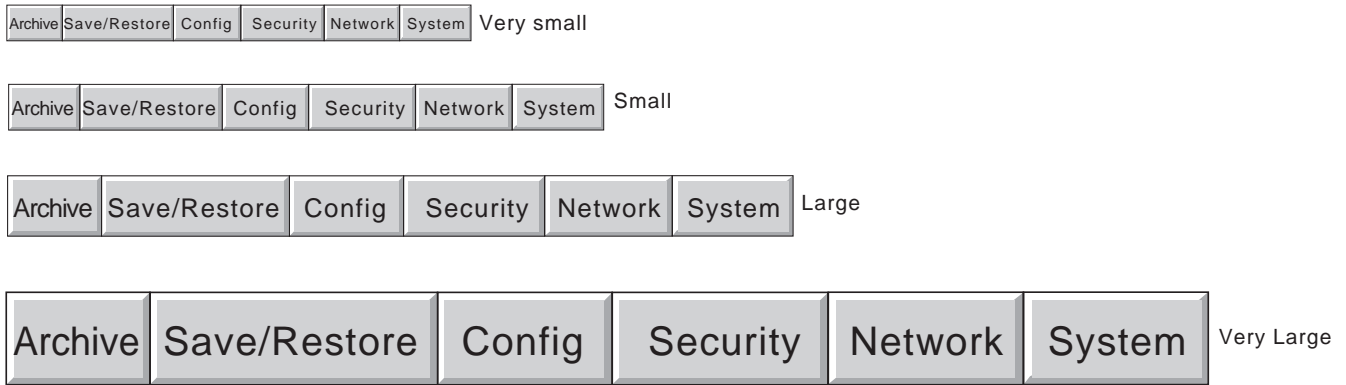 Archive Save/Restore Config Security Network System Very small
Archive Save/Restore Config Security Network System Small
Archive Save/Restore Config Security Network System Large
Archive Save/Restore Config Security Network System Very Large